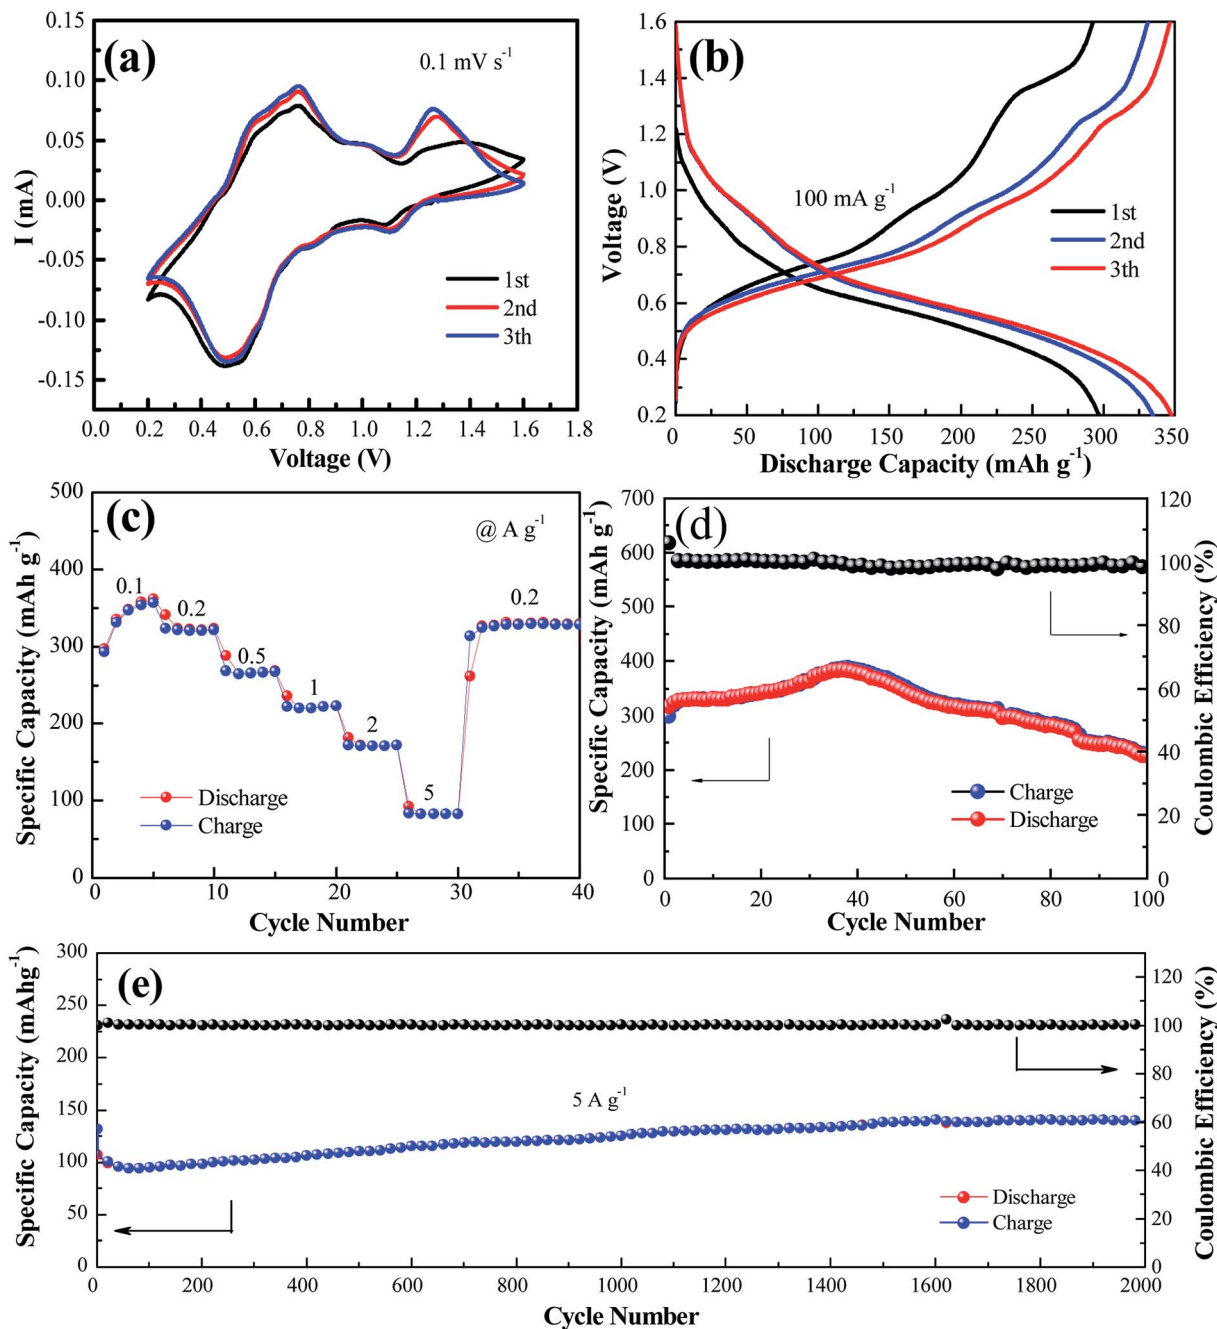 (a)
0.1 mV s-1
I (mA)
0.15
0.10
0.05
0.00
-0.05
-0.10
-0.15
1st
2nd
3th
0.0 0.2 0.4 0.6 0.8 1.0 1.2 1.4 1.6 1.8
Voltage (V)
(b)
100 mA g-1
Voltage (V)
1.6
1.4
1.2
1.0
0.8
0.6
0.4
0.2
1st
2nd
3th
0 50 100 150 200 250 300 350
Discharge Capacity (mAh g-1)
(c)
@ A g-1
Specific Capacity (mAh g-1)
500
400
300
200
100
0
0.1
0.2
0.5
1
2
5
0.2
Discharge
Charge
0 10 20 30 40
Cycle Number
(d)
Specific Capacity (mAh g-1)
700
600
500
400
300
200
100
0
Charge
Discharge
120
100
80
60
40
20
0
Coulombic Efficiency (%)
0 20 40 60 80 100
Cycle Number
(e)
Specific Capacity (mAhg-1)
300
250
200
150
100
50
0
5 A g-1
Discharge
Charge
120
100
80
60
40
20
0
Coulombic Efficiency (%)
0 200 400 600 800 1000 1200 1400 1600 1800 2000
Cycle Number